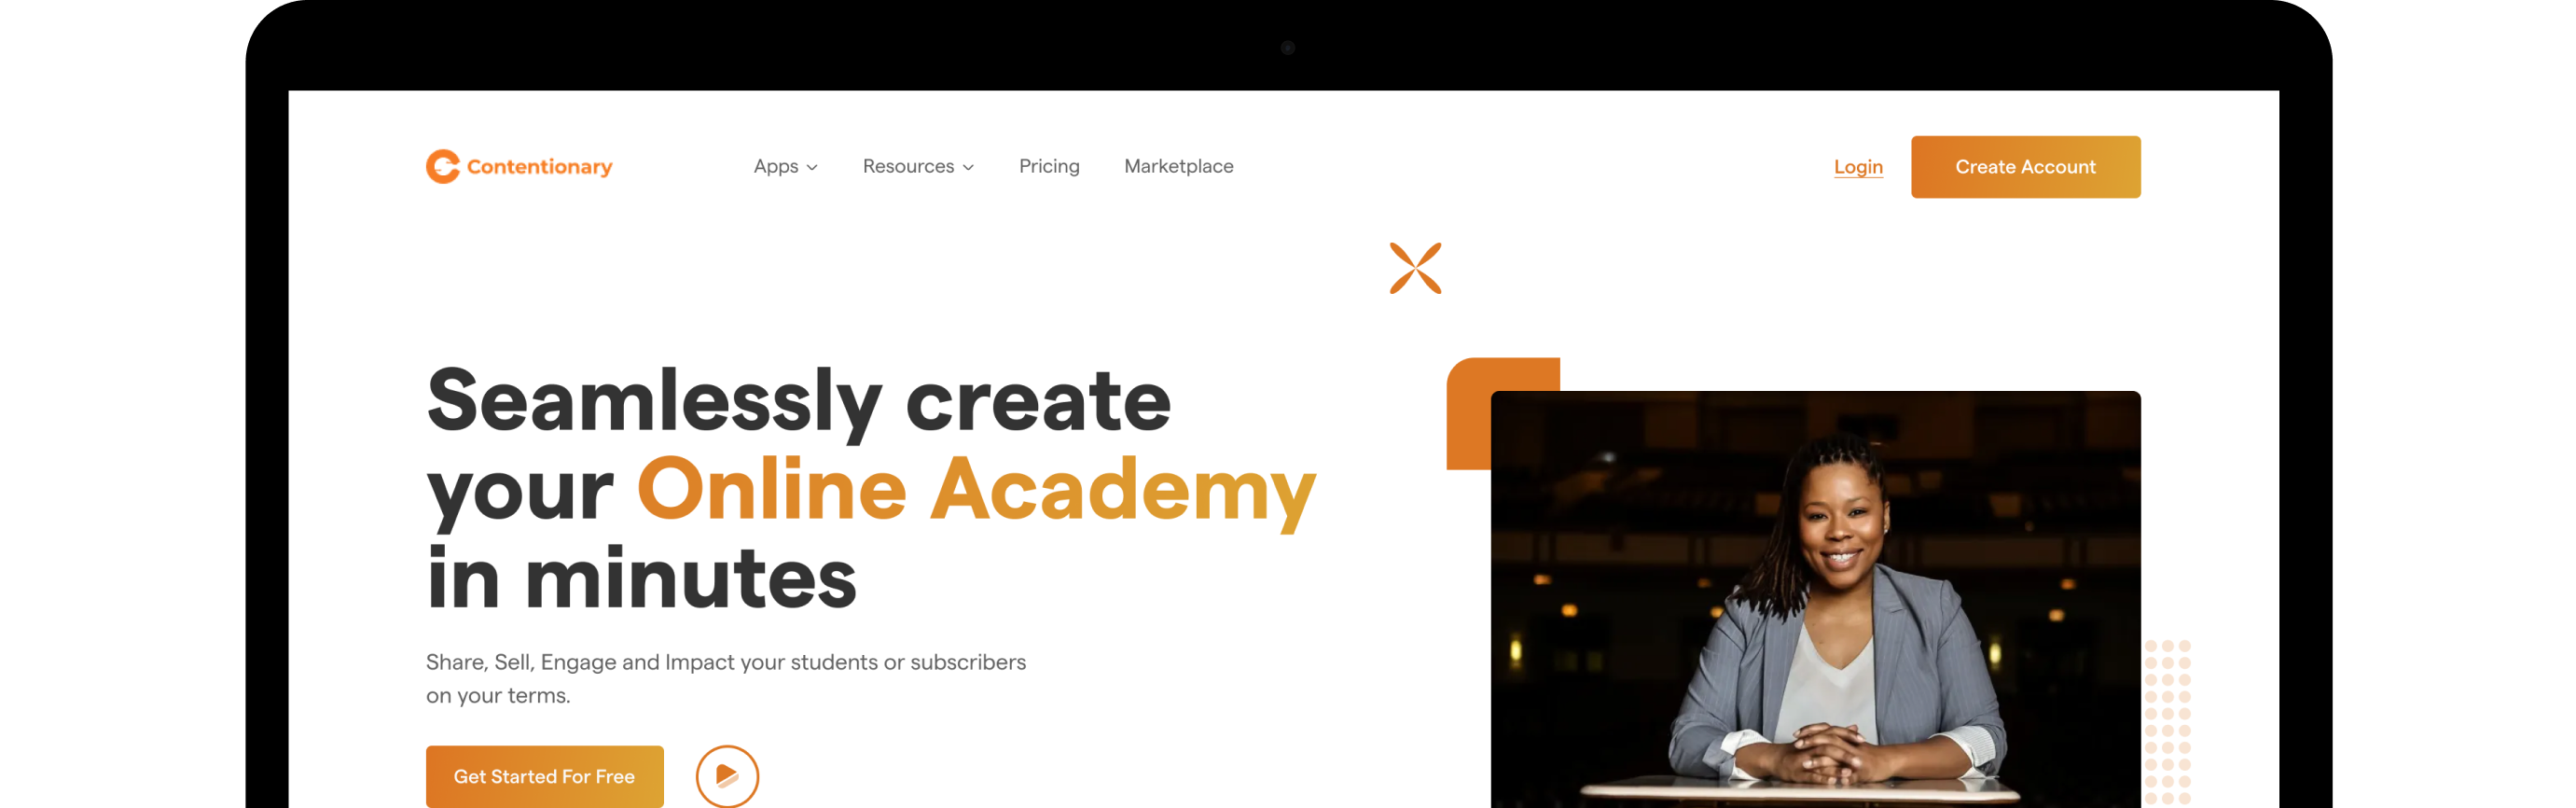 Contentionary
Apps
Resources
Pricing
Marketplace
Login
Create Account
Seamlessly create
your Online Academy
in minutes
Share, Sell, Engage and Impact your students or subscribers
on your terms.
Get Started For Free